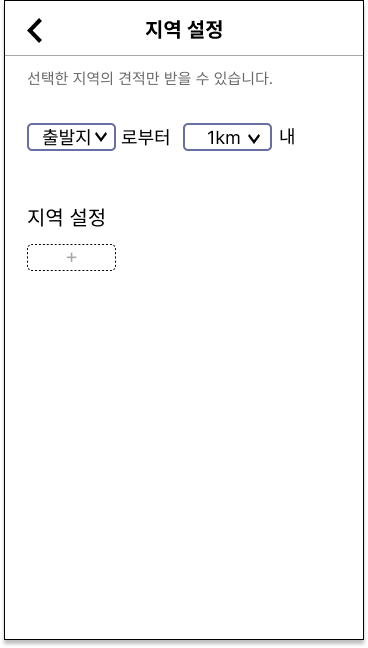 지역 설정
선택한 지역의 견적만 받을 수 있습니다.
출발지 로부터 1km 내
지역 설정
+